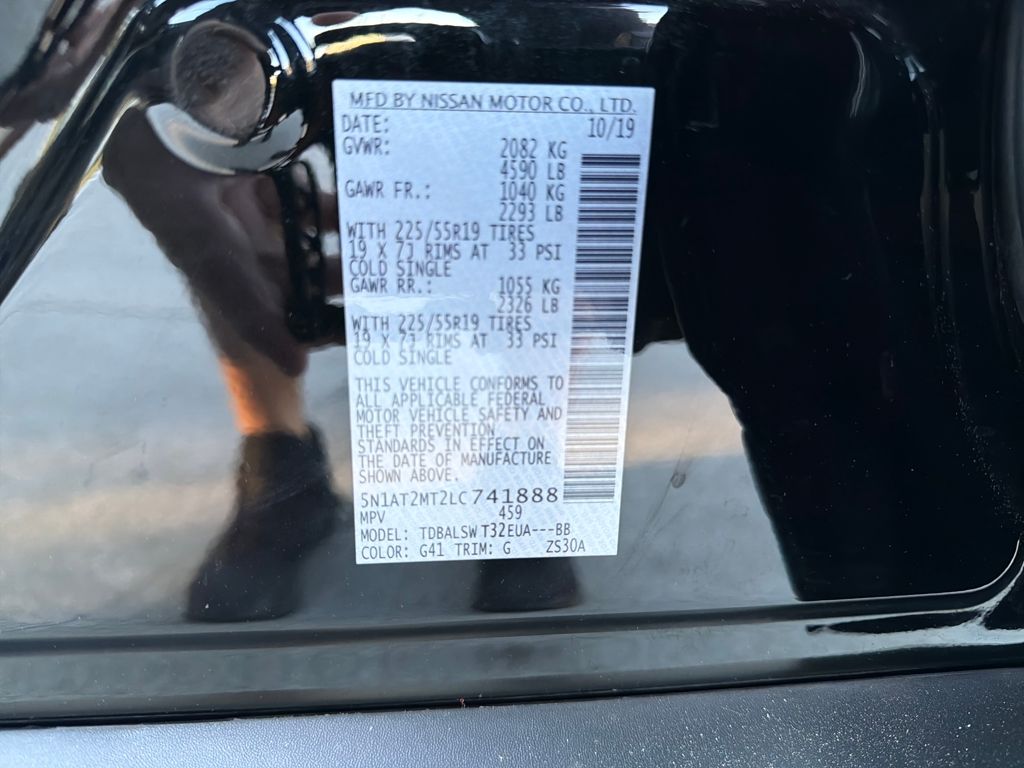 MFD BY NISSAN MOTOR CO., LTD.
DATE: 10/19
GVWR: 2082 KG
4590 LB
GAWR FR.: 1040 KG
2293 LB
WITH 225/55R19 TIRES
19 X 7J RIMS AT 33 PSI
COLD SINGLE
GAWR RR.: 1055 KG
2326 LB
WITH 225/55R19 TIRES
19 X 7J RIMS AT 33 PSI
COLD SINGLE
THIS VEHICLE CONFORMS TO
ALL APPLICABLE FEDERAL
MOTOR VEHICLE SAFETY AND
THEFT PREVENTION
STANDARDS IN EFFECT ON
THE DATE OF MANUFACTURE
SHOWN ABOVE.
5N1AT2MT2LC741888
MPV 459
MODEL: TDBALSW T32EUA---BB
COLOR: G41 TRIM: G ZS30A